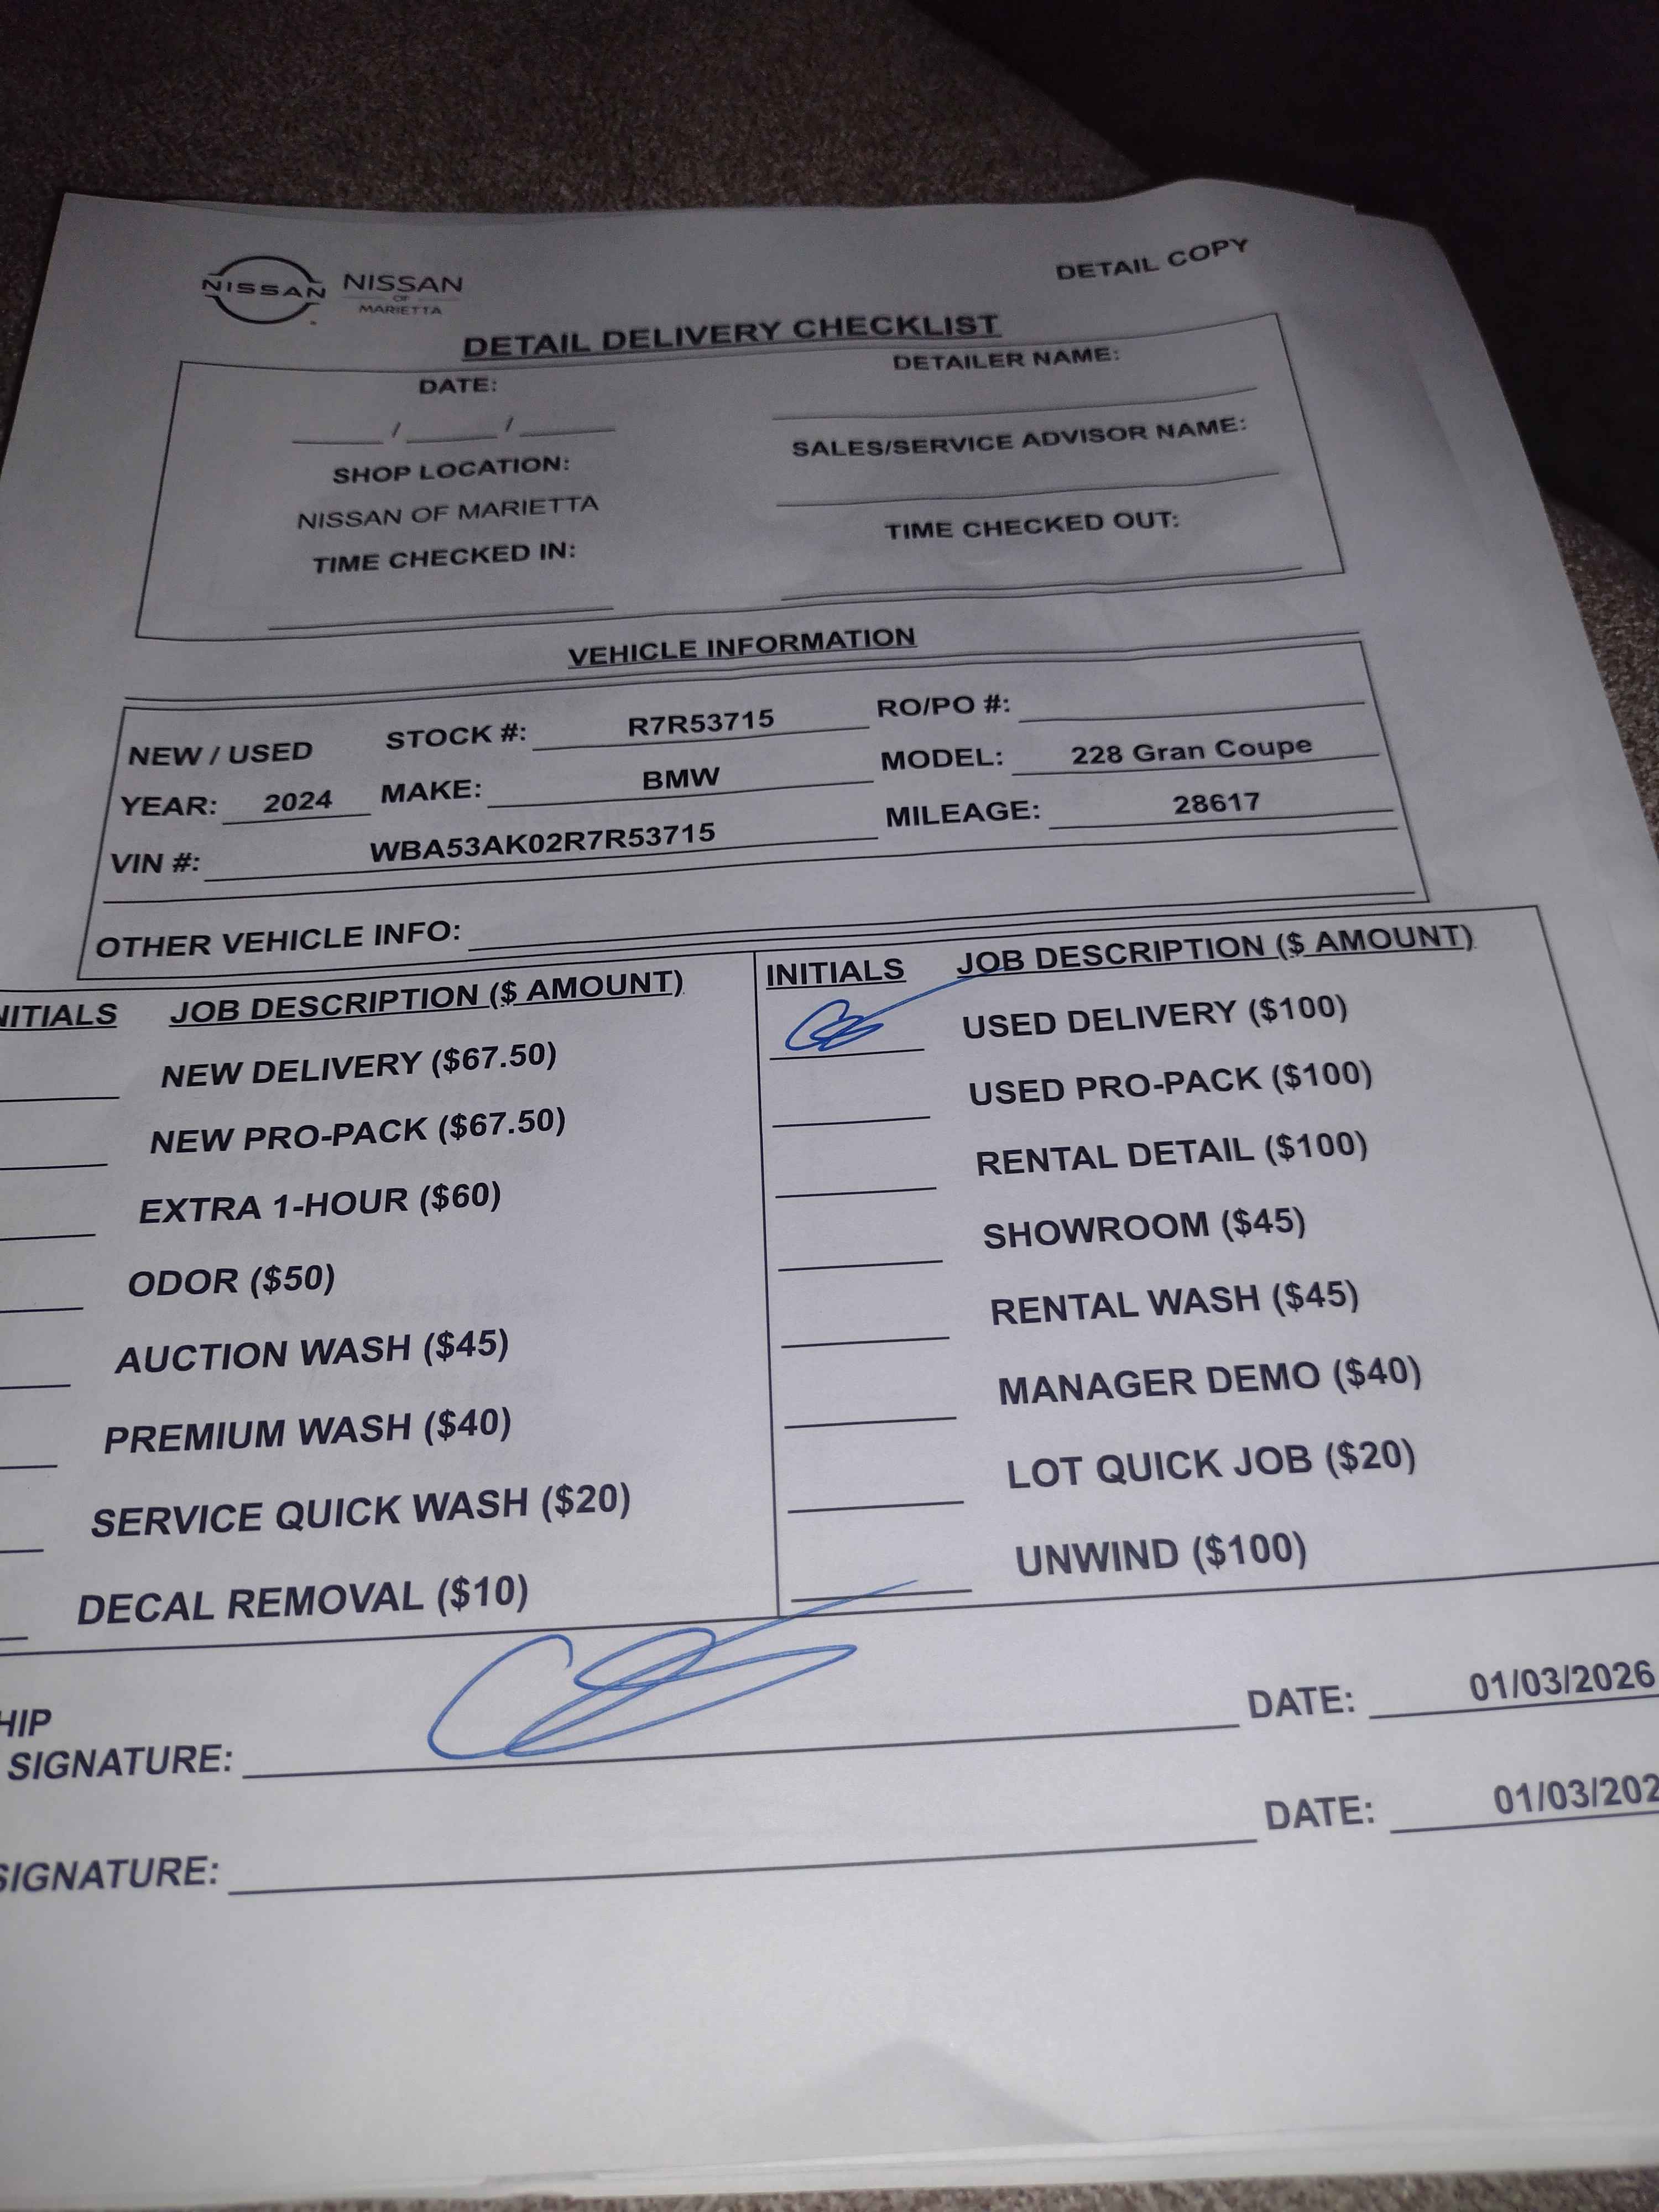 DETAIL COPY
NISSAN NISSAN
OF
MARIETTA
DETAIL DELIVERY CHECKLIST
DATE: DETAILER NAME:
/ /
SHOP LOCATION: SALES/SERVICE ADVISOR NAME:
NISSAN OF MARIETTA
TIME CHECKED IN: TIME CHECKED OUT:
VEHICLE INFORMATION
NEW / USED STOCK #: R7R53715 RO/PO #:
YEAR: 2024 MAKE: BMW MODEL: 228 Gran Coupe
VIN #: WBA53AK02R7R53715 MILEAGE: 28617
OTHER VEHICLE INFO:
NITIALS JOB DESCRIPTION ($ AMOUNT) INITIALS JOB DESCRIPTION ($ AMOUNT)
NEW DELIVERY ($67.50) USED DELIVERY ($100)
NEW PRO-PACK ($67.50) USED PRO-PACK ($100)
EXTRA 1-HOUR ($60) RENTAL DETAIL ($100)
ODOR ($50) SHOWROOM ($45)
AUCTION WASH ($45) RENTAL WASH ($45)
PREMIUM WASH ($40) MANAGER DEMO ($40)
SERVICE QUICK WASH ($20) LOT QUICK JOB ($20)
DECAL REMOVAL ($10) UNWIND ($100)
HIP
SIGNATURE: DATE: 01/03/2026
SIGNATURE: DATE: 01/03/202